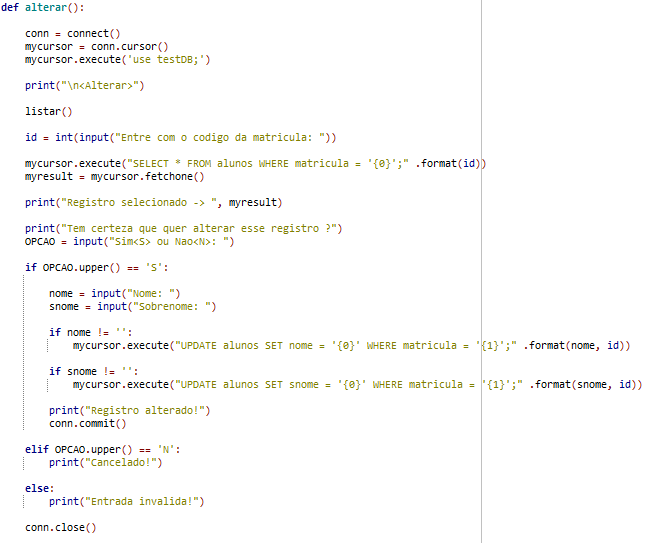 def alterar():
conn = connect()
mycursor = conn.cursor()
mycursor.execute('use testDB;')
print("\n<Alterar>")
listar()
id = int(input("Entre com o codigo da matricula: "))
mycursor.execute("SELECT * FROM alunos WHERE matricula = '{0}';" .format(id))
myresult = mycursor.fetchone()
print("Registro selecionado -> ", myresult)
print("Tem certeza que quer alterar esse registro ?")
OPCAO = input("Sim<S> ou Nao<N>: ")
if OPCAO.upper() == 'S':
nome = input("Nome: ")
snome = input("Sobrenome: ")
if nome != '':
mycursor.execute("UPDATE alunos SET nome = '{0}' WHERE matricula = '{1}';" .format(nome, id))
if snome != '':
mycursor.execute("UPDATE alunos SET snome = '{0}' WHERE matricula = '{1}';" .format(snome, id))
print("Registro alterado!")
conn.commit()
elif OPCAO.upper() == 'N':
print("Cancelado!")
else:
print("Entrada invalida!")
conn.close()